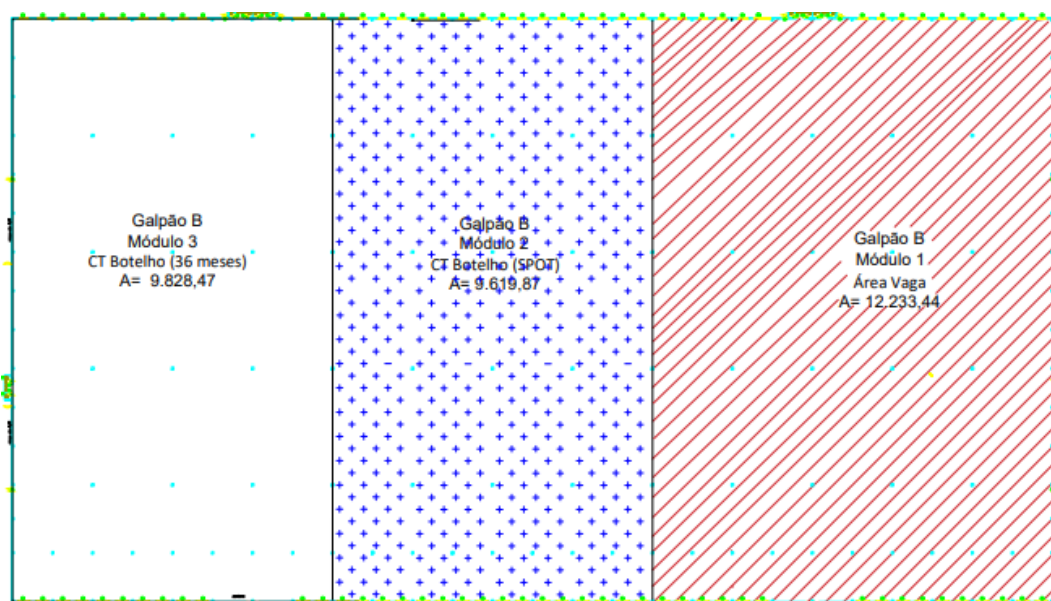 Galpão B
Módulo 3
CT Botelho (36 meses)
A= 9.828,47
Galpão B
Módulo 2
CT Botelho (SPOT)
A= 9.619,87
Galpão B
Módulo 1
Área Vaga
A= 12.233,44